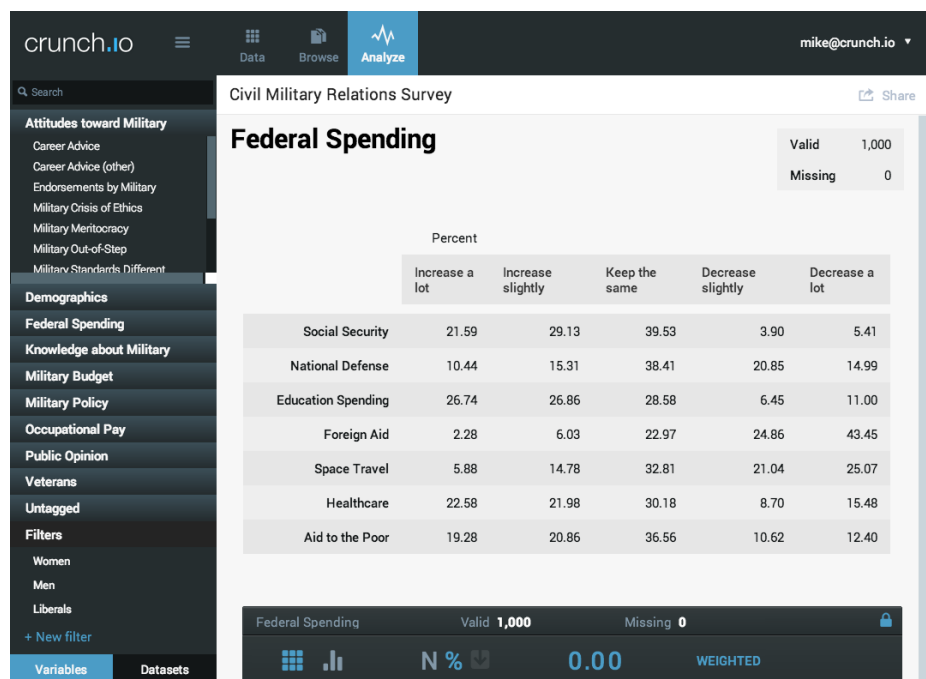 crunch.io
Data
Browse
Analyze
mike@crunch.io
Search
Attitudes toward Military
Career Advice
Career Advice (other)
Endorsements by Military
Military Crisis of Ethics
Military Meritocracy
Military Out-of-Step
Military Standards Different
Demographics
Federal Spending
Knowledge about Military
Military Budget
Military Policy
Occupational Pay
Public Opinion
Veterans
Untagged
Filters
Women
Men
Liberals
+ New filter
Variables Datasets
Civil Military Relations Survey
Share
Federal Spending
Valid 1,000
Missing 0
Percent
Increase a lot Increase slightly Keep the same Decrease slightly Decrease a lot
Social Security 21.59 29.13 39.53 3.90 5.41
National Defense 10.44 15.31 38.41 20.85 14.99
Education Spending 26.74 26.86 28.58 6.45 11.00
Foreign Aid 2.28 6.03 22.97 24.86 43.45
Space Travel 5.88 14.78 32.81 21.04 25.07
Healthcare 22.58 21.98 30.18 8.70 15.48
Aid to the Poor 19.28 20.86 36.56 10.62 12.40
Federal Spending Valid 1,000 Missing 0
N % 0.00 WEIGHTED